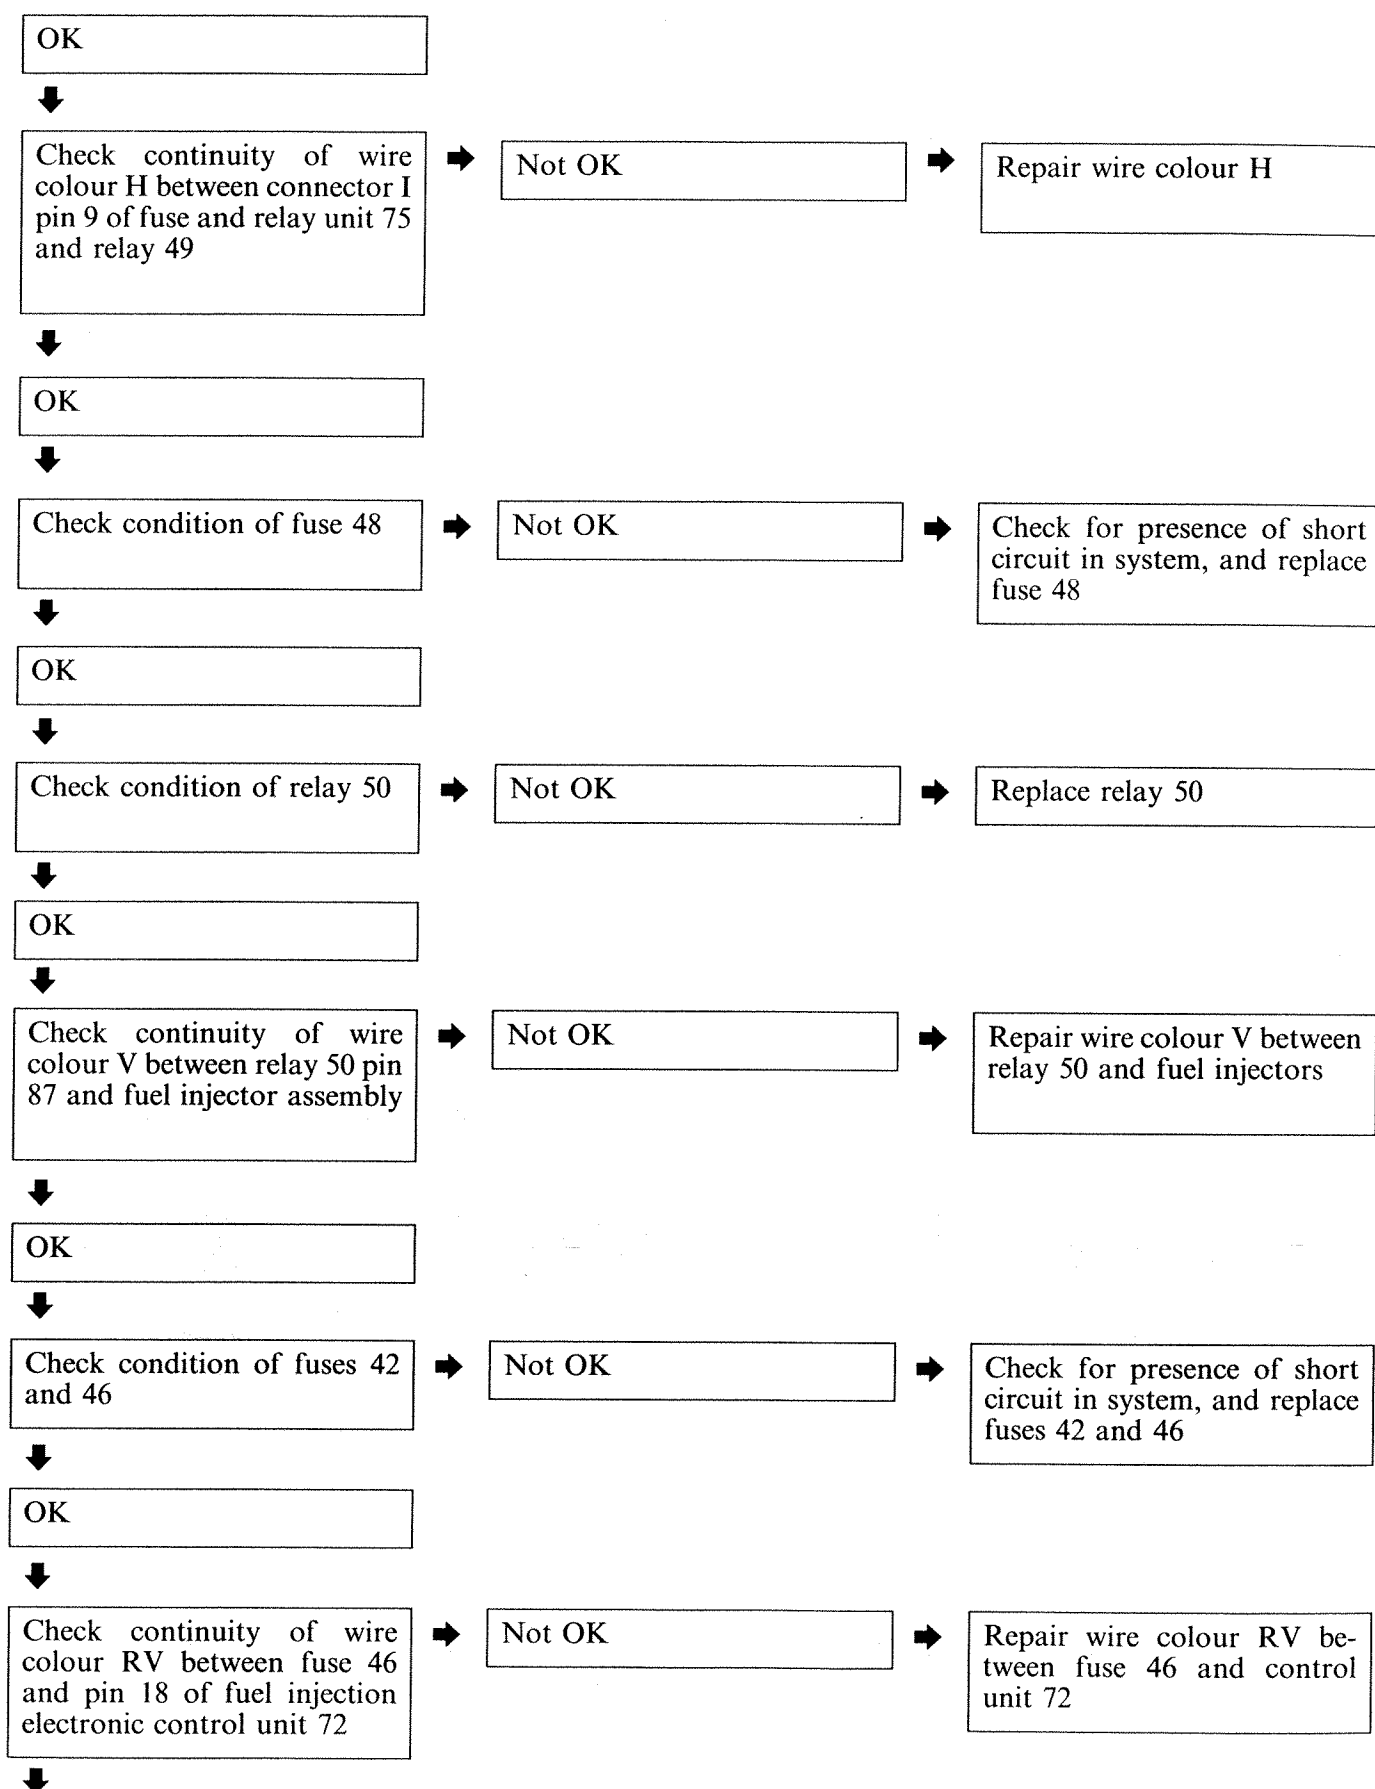 OK
Check continuity of wire
colour H between connector I
pin 9 of fuse and relay unit 75
and relay 49
Not OK
Repair wire colour H
OK
Check condition of fuse 48
Not OK
Check for presence of short
circuit in system, and replace
fuse 48
OK
Check condition of relay 50
Not OK
Replace relay 50
OK
Check continuity of wire
colour V between relay 50 pin
87 and fuel injector assembly
Not OK
Repair wire colour V between
relay 50 and fuel injectors
OK
Check condition of fuses 42
and 46
Not OK
Check for presence of short
circuit in system, and replace
fuses 42 and 46
OK
Check continuity of wire
colour RV between fuse 46
and pin 18 of fuel injection
electronic control unit 72
Not OK
Repair wire colour RV be-
tween fuse 46 and control
unit 72